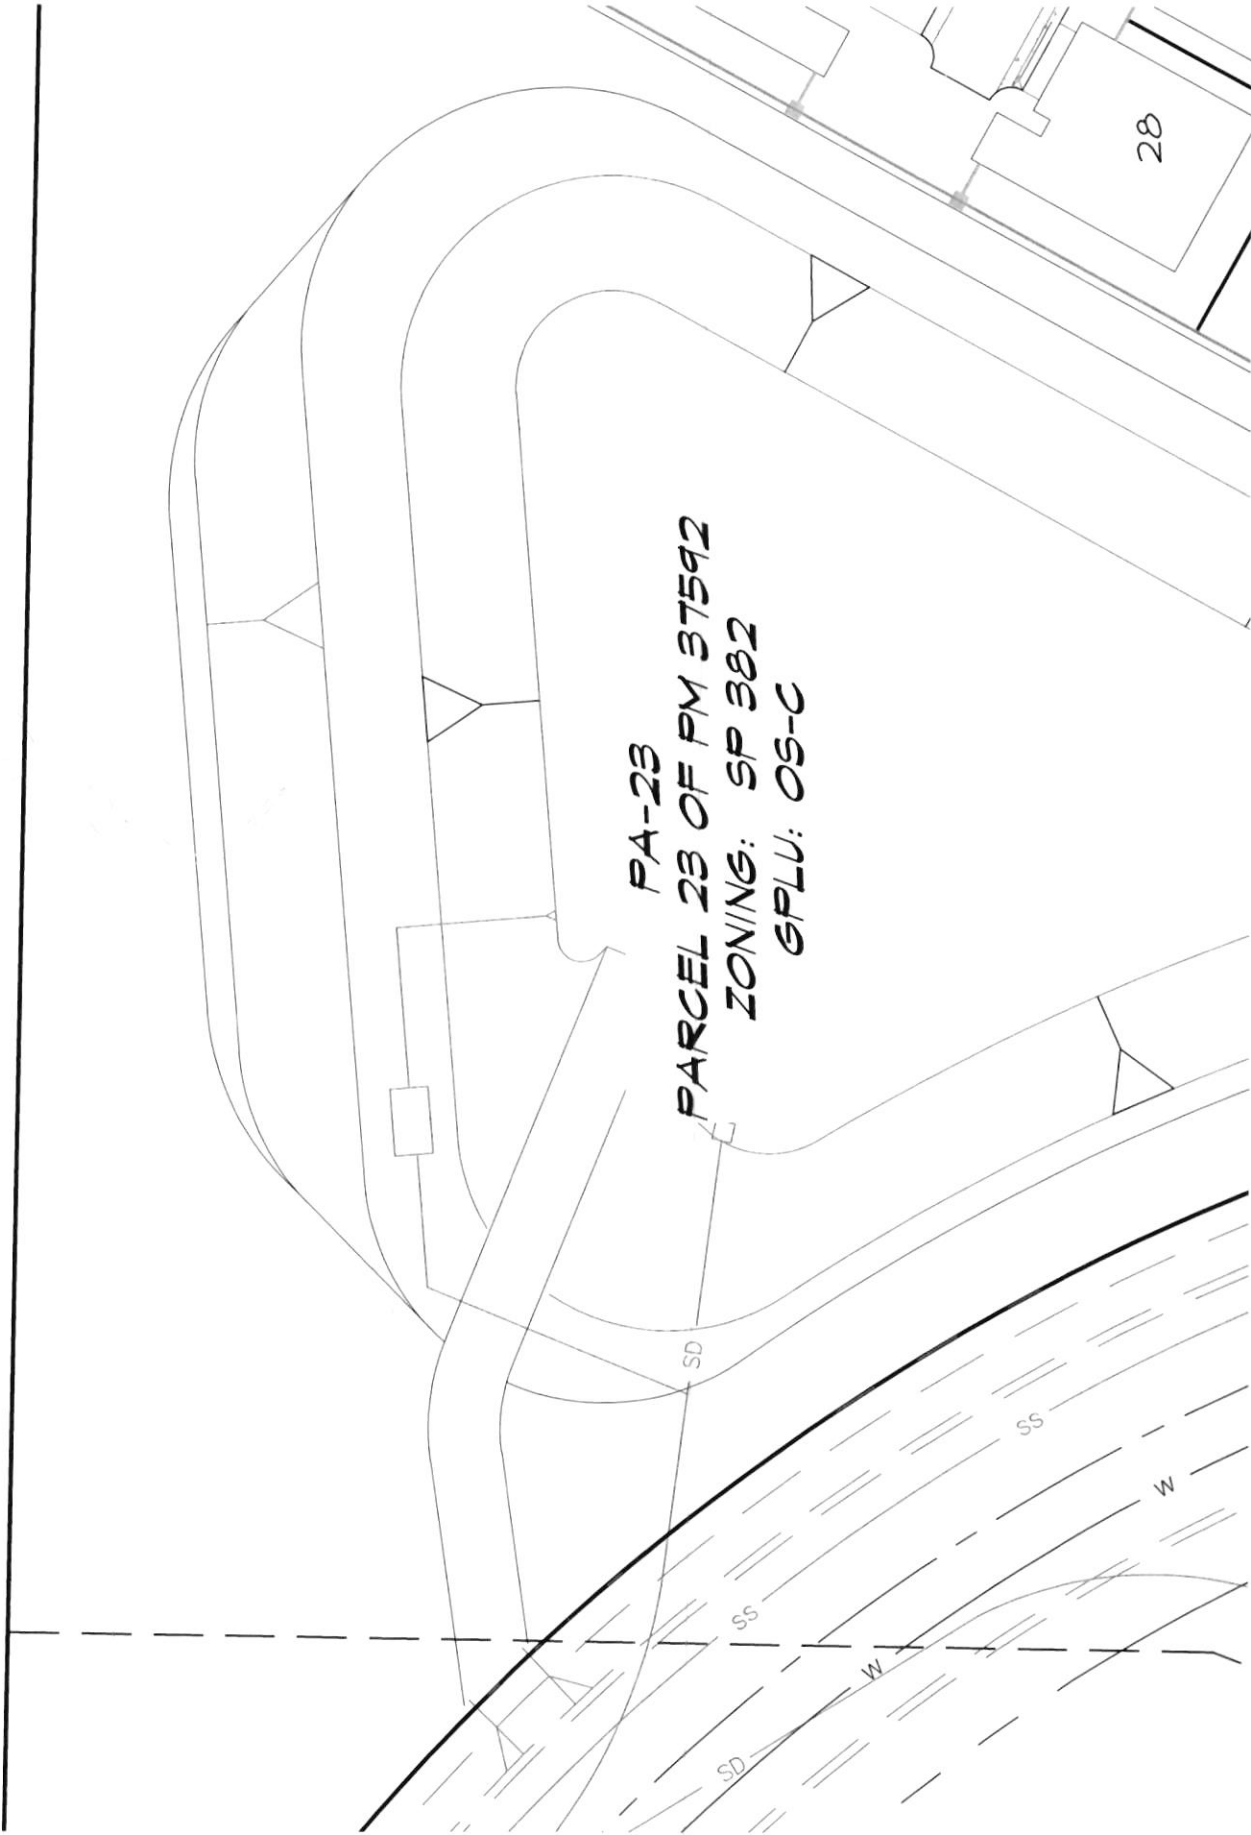 PA-23
PARCEL 23 OF PM 37592
ZONING: SP 382
GPLU: OS-C
28
SD
SS
W
SS
W
SD